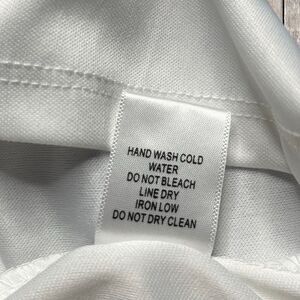 HAND WASH COLD
WATER
DO NOT BLEACH
LINE DRY
IRON LOW
DO NOT DRY CLEAN